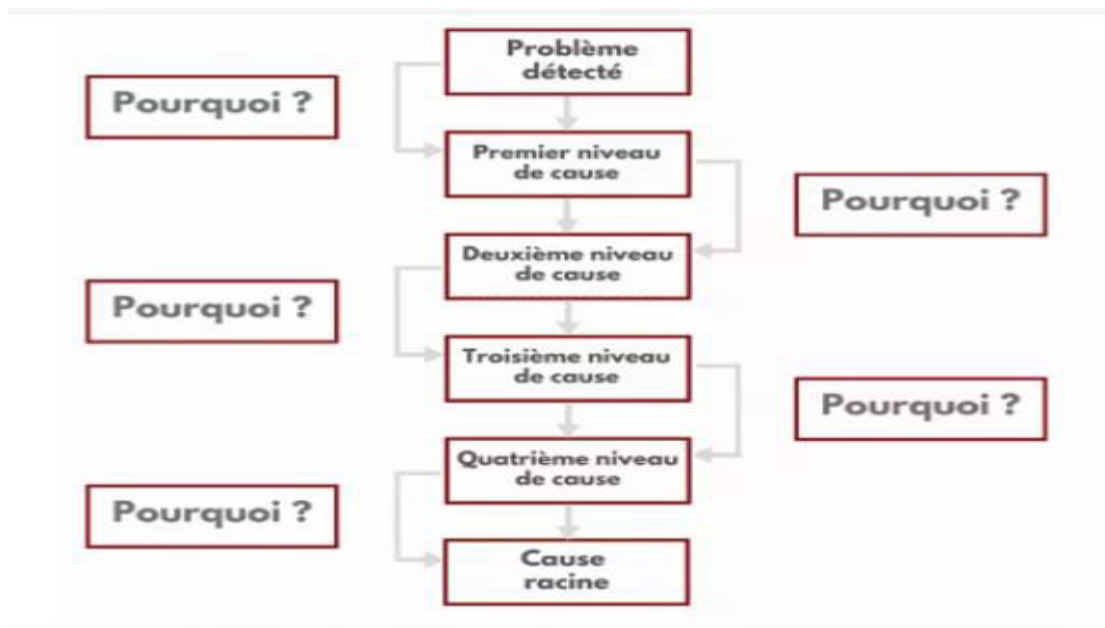 Problème
détecté
Pourquoi ?
Premier niveau
de cause
Pourquoi ?
Deuxième niveau
de cause
Pourquoi ?
Troisième niveau
de cause
Pourquoi ?
Quatrième niveau
de cause
Pourquoi ?
Cause
racine